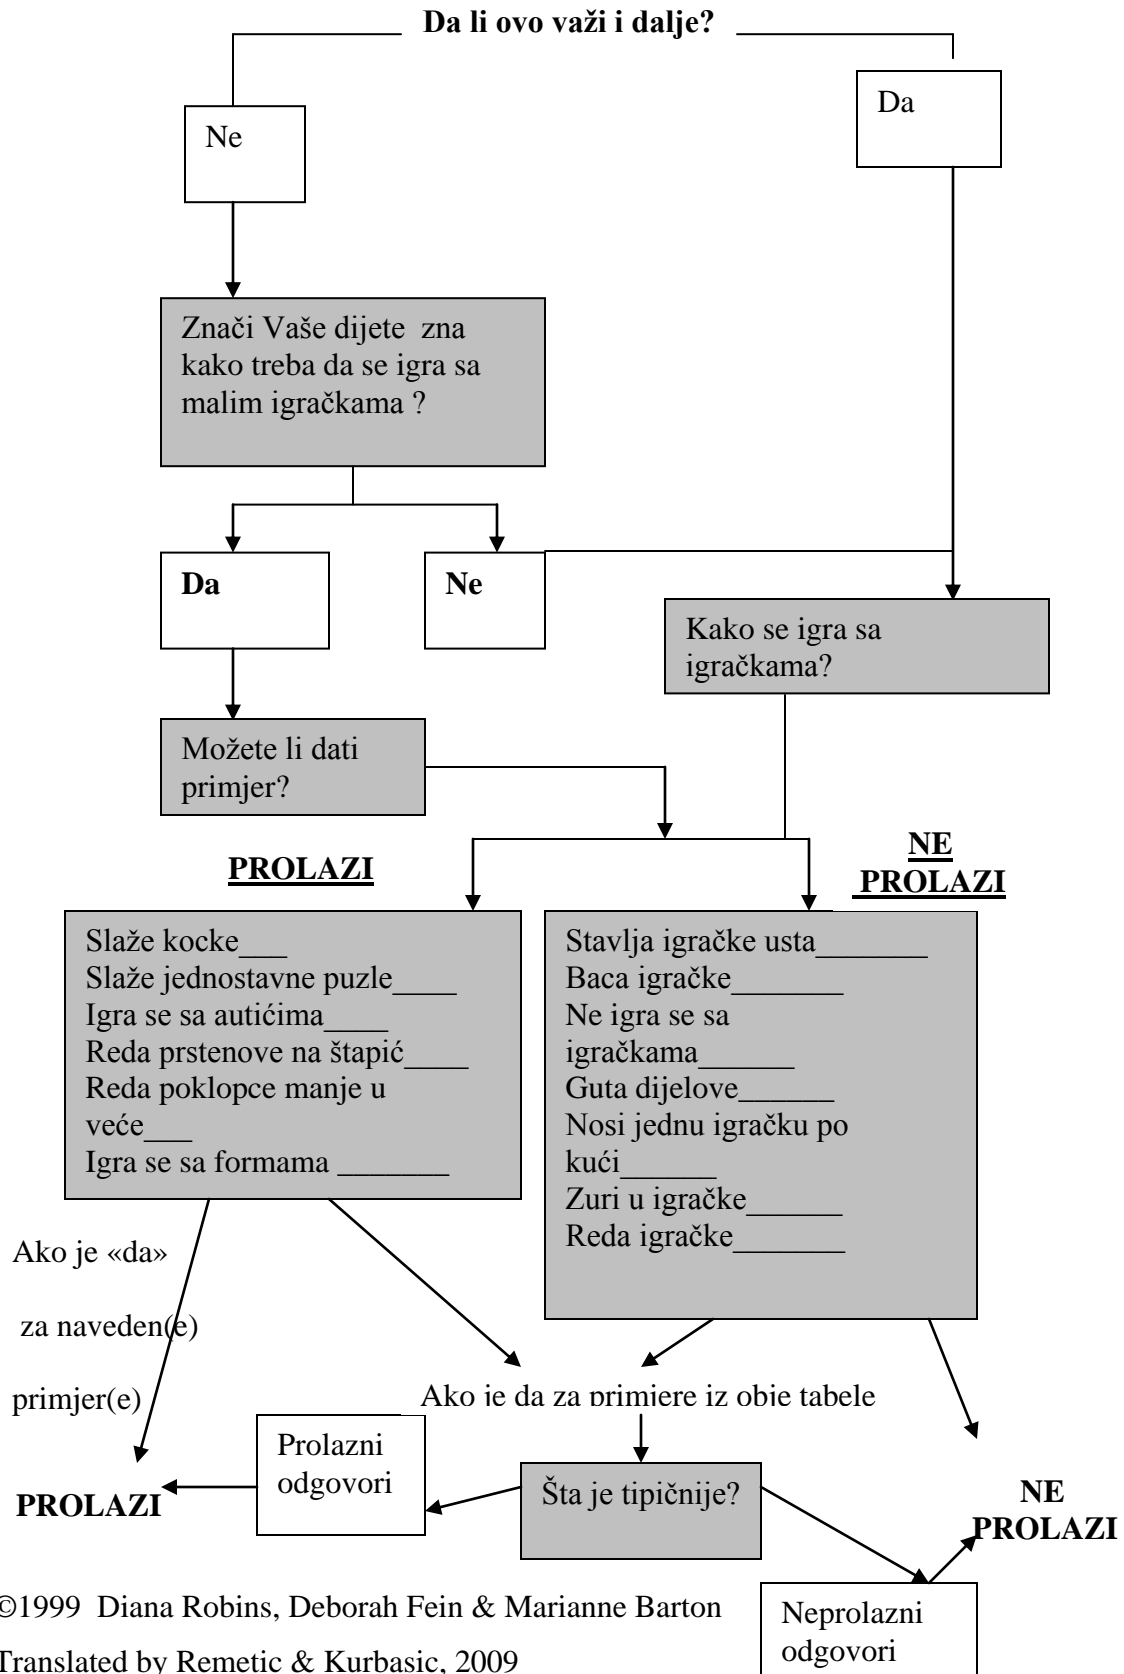 Da li ovo važi i dalje?
Ne
Da
Znači Vaše dijete  zna
kako treba da se igra sa
malim igračkama ?
Da
Ne
Kako se igra sa
igračkama?
Možete li dati
primjer?
PROLAZI
NE
PROLAZI
Slaže kocke___
Slaže jednostavne puzle____
Igra se sa autićima____
Reda prstenove na štapić____
Reda poklopce manje u
veće___
Igra se sa formama _______
Stavlja igračke usta_______
Baca igračke_______
Ne igra se sa
igračkama______
Guta dijelove______
Nosi jednu igračku po
kući______
Zuri u igračke______
Reda igračke_______
Ako je «da»
za naveden(e)
primjer(e)
Ako je da za primjere iz obje tabele
Prolazni
odgovori
Šta je tipičnije?
PROLAZI
NE
PROLAZI
Neprolazni
odgovori
©1999  Diana Robins, Deborah Fein & Marianne Barton
Translated by Remetic & Kurbasic, 2009